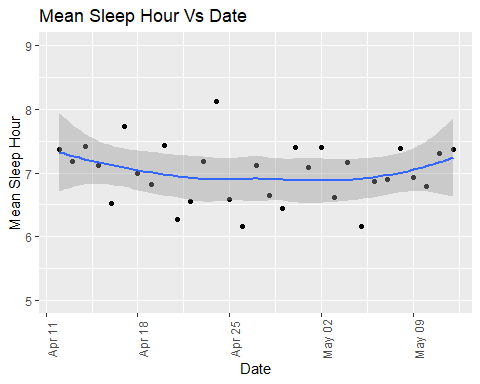 Mean Sleep Hour Vs Date
Mean Sleep Hour
9
8
7
6
5
Apr 11
Apr 18
Apr 25
May 02
May 09
Date